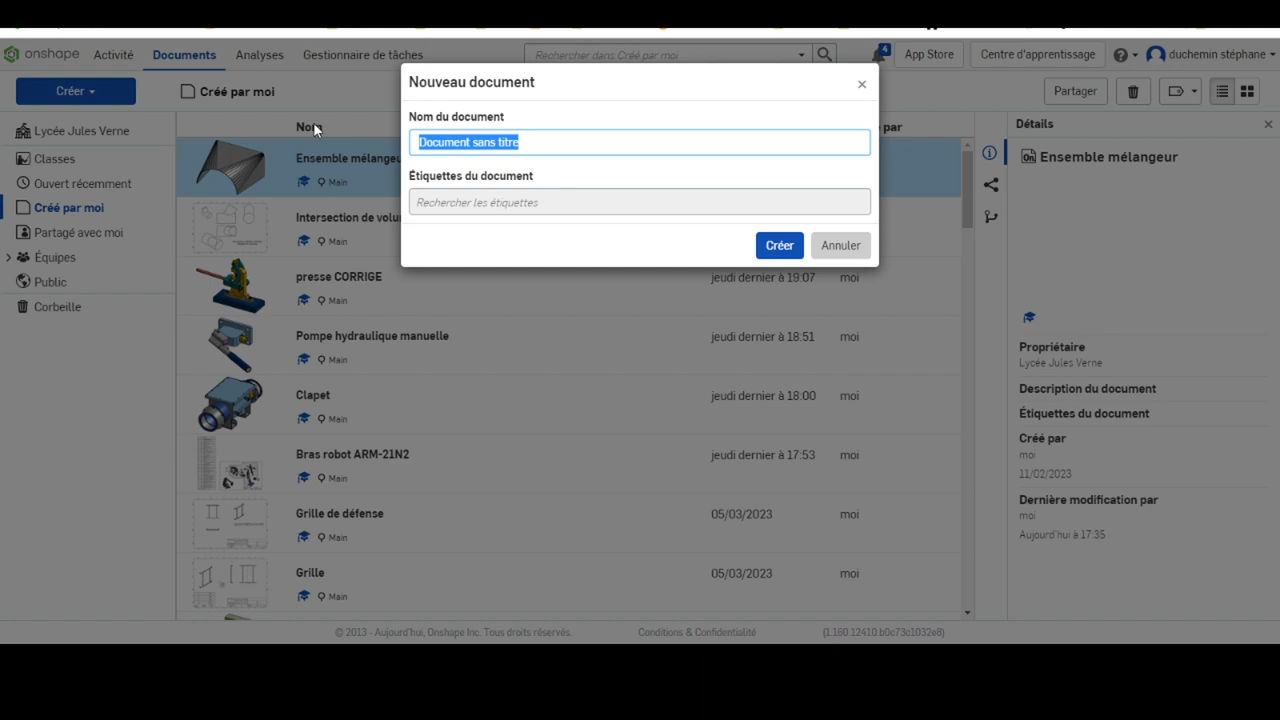 onshape
Activité
Documents
Analyses
Gestionnaire de tâches
Rechercher dans Créé par moi
4
App Store
Centre d'apprentissage
duchemin stéphane
Créer
Créé par moi
Partager
Nouveau document
Nom du document
Document sans titre
Étiquettes du document
Rechercher les étiquettes
Créer
Annuler
Lycée Jules Verne
Classes
Ouvert récemment
Créé par moi
Partagé avec moi
Équipes
Public
Corbeille
Nom
par
Ensemble mélangeu
Main
Intersection de volu
Main
presse CORRIGE jeudi dernier à 19:07 moi
Main
Pompe hydraulique manuelle jeudi dernier à 18:51 moi
Main
Clapet jeudi dernier à 18:00 moi
Main
Bras robot ARM-21N2 jeudi dernier à 17:53 moi
Main
Grille de défense 05/03/2023 moi
Main
Grille 05/03/2023 moi
Main
Détails
Ensemble mélangeur
Propriétaire
Lycée Jules Verne
Description du document
Étiquettes du document
Créé par
moi
11/02/2023
Dernière modification par
moi
Aujourd'hui à 17:35
© 2013 - Aujourd'hui, Onshape Inc. Tous droits réservés. Conditions & Confidentialité (1.160.12410.b0c73c1032e8)